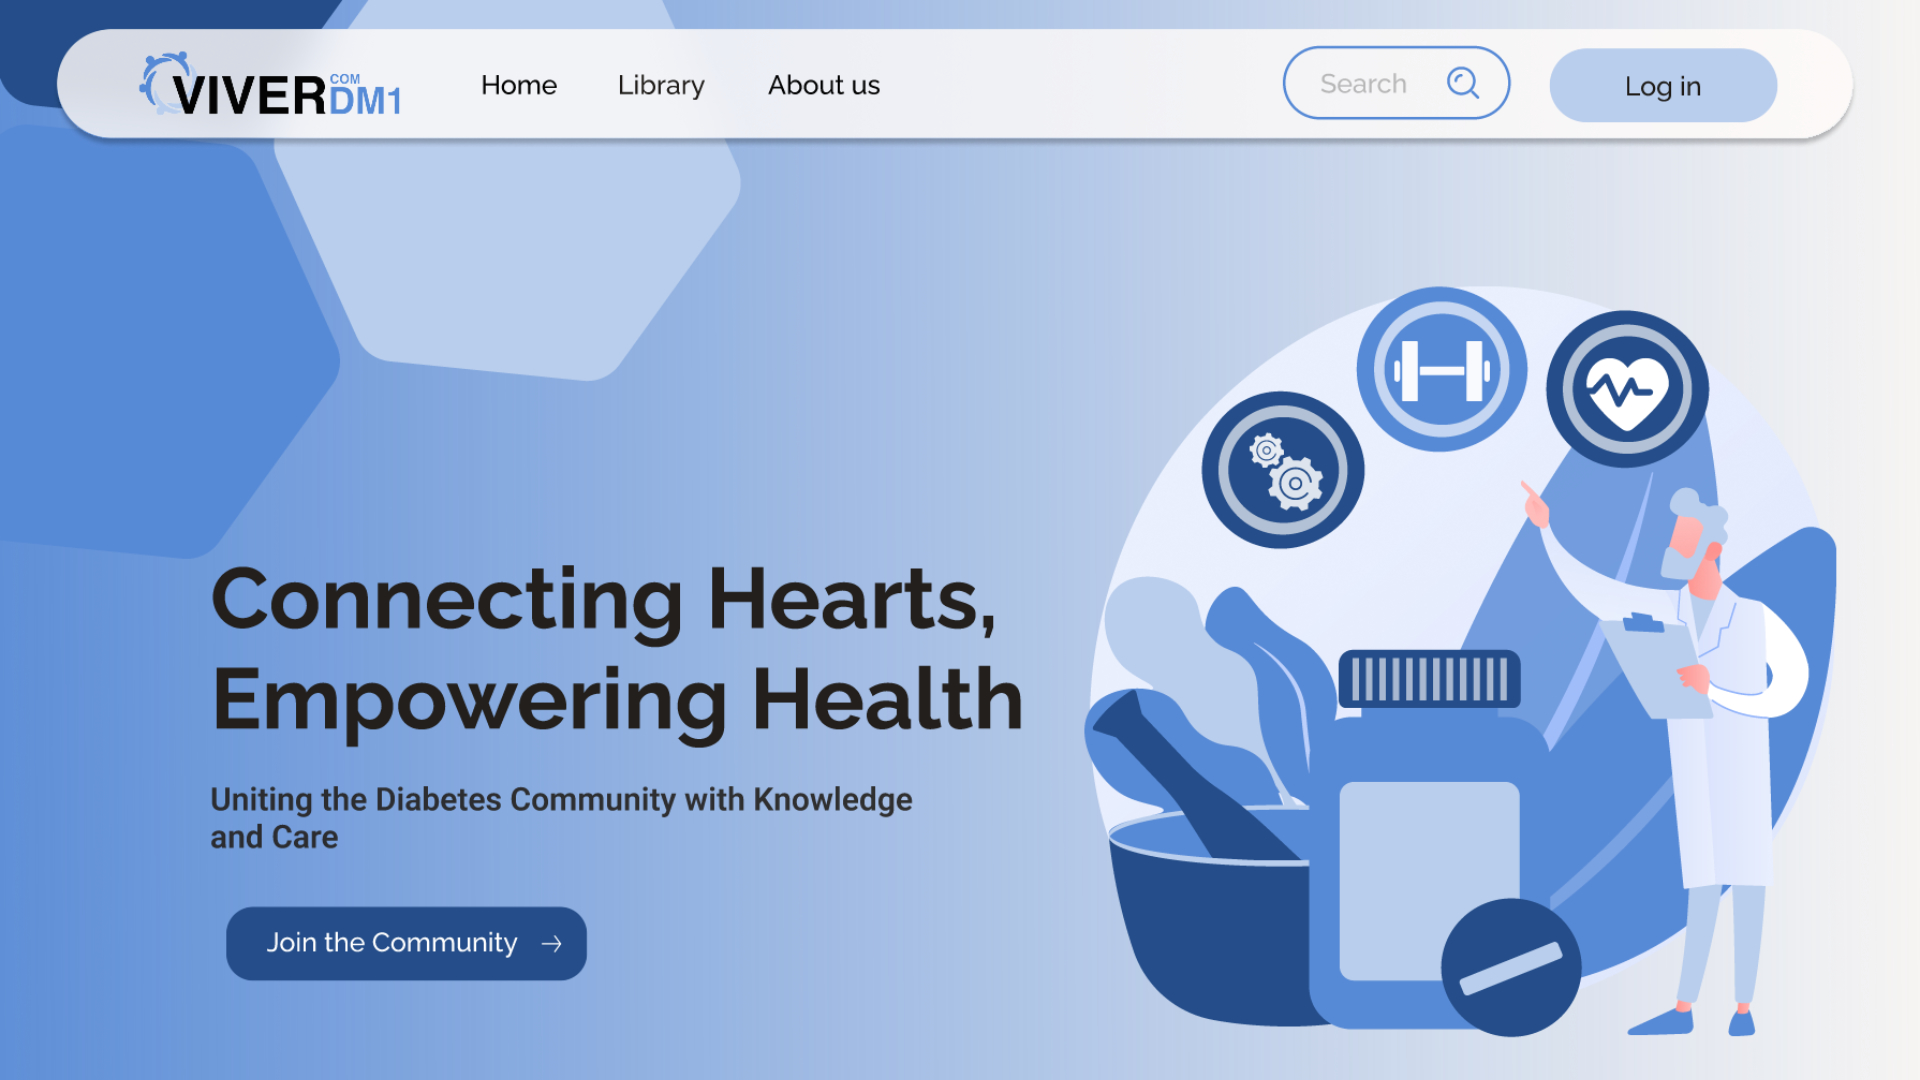 VIVER COM DM1
Home
Library
About us
Search
Log in
Connecting Hearts,
Empowering Health
Uniting the Diabetes Community with Knowledge
and Care
Join the Community →